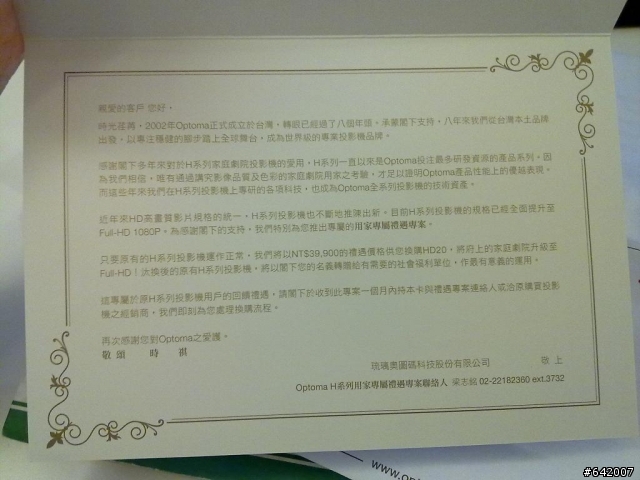 親愛的客戶 您好，
時光荏苒，2002年Optoma正式成立於台灣，轉眼已經過了八個年頭。承蒙閣下支持，八年來我們從台灣本土品牌
出發，以專注穩健的腳步踏上全球舞台，成為世界級的專業投影機品牌。
感謝閣下多年來對於H系列家庭劇院投影機的愛用，H系列一直以來是Optoma投注最多研發資源的產品系列，因
為我們相信，唯有通過講究影像品質及色彩的家庭劇院用家之考驗，才足以證明Optoma產品性能上的優越表現。
而這些年來我們在H系列投影機上專研的各項科技，也成為Optoma全系列投影機的技術資產。
近年來HD高畫質影片規格的統一，H系列投影機也不斷地推陳出新，目前H系列投影機的規格已經全面提升至
Full-HD 1080P。為感謝閣下的支持，我們特別為您推出專屬的用家專屬禮遇專案。
只要原有的H系列投影機運作正常，我們將以NT$39,900的禮遇價格供您換購HD20，將府上的家庭劇院升級至
Full-HD！汰換後的原有H系列投影機，將以閣下您的名義轉贈給有需要的社會福利單位，作最有意義的運用。
這專屬於原H系列投影機用戶的回饋禮遇，請閣下於收到此專案一個月內持本卡與禮遇專案連絡人或洽原購買投影
機之經銷商，我們即刻為您處理換購流程。
再次感謝您對Optoma之愛護。
敬頌 時 祺
奧圖碼科技股份有限公司 敬 上
Optoma H系列用家專屬禮遇專案聯絡人 梁志銘 02-22182360 ext.3732
www.op
#642007